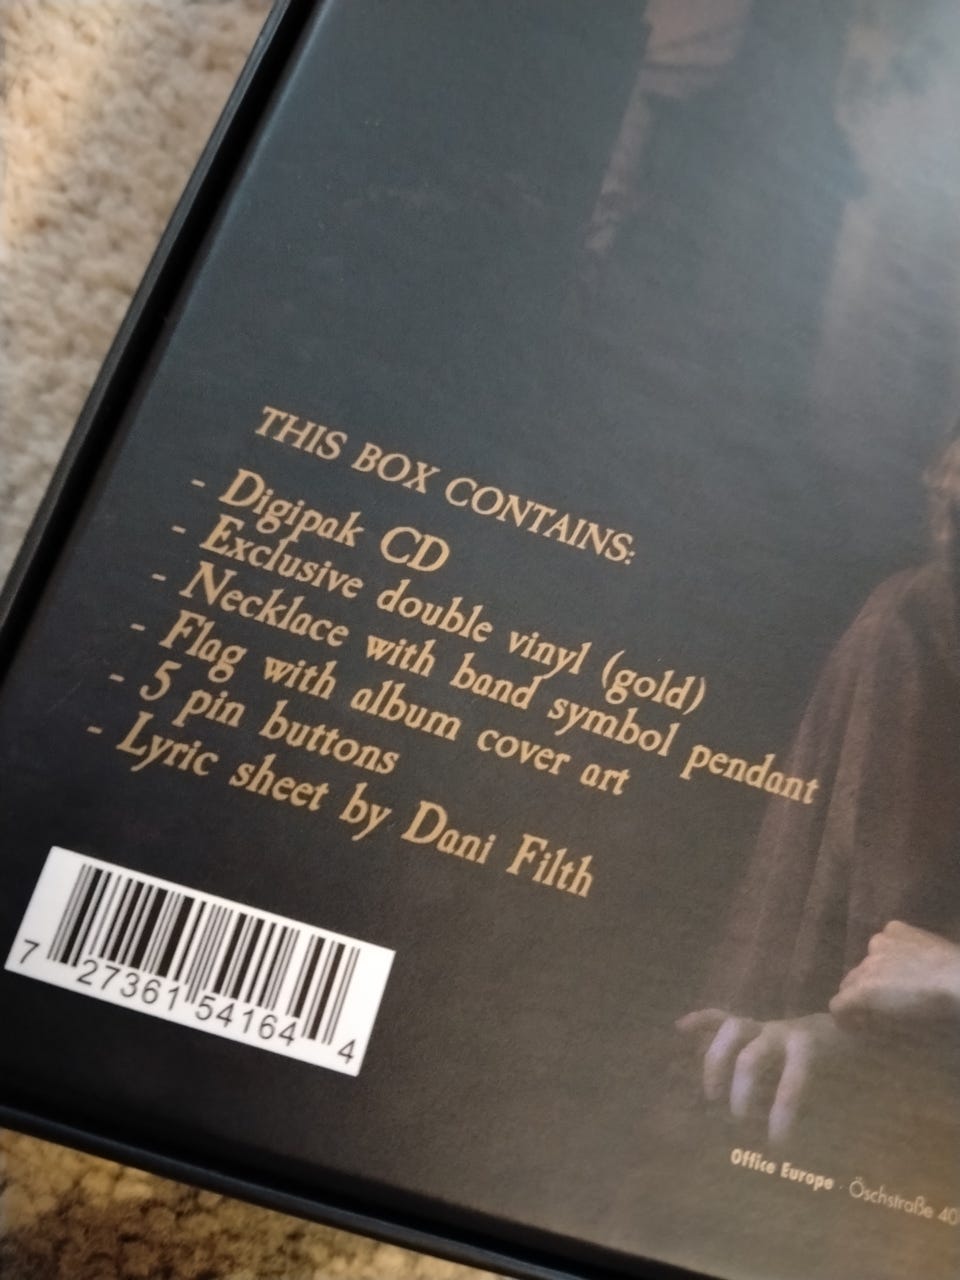 THIS BOX CONTAINS:
- Digipak CD
- Exclusive double vinyl (gold)
- Necklace with band symbol pendant
- Flag with album cover art
- 5 pin buttons
- Lyric sheet by Dani Filth
7 27361 54164 4
Office Europe · Öschstraße 40